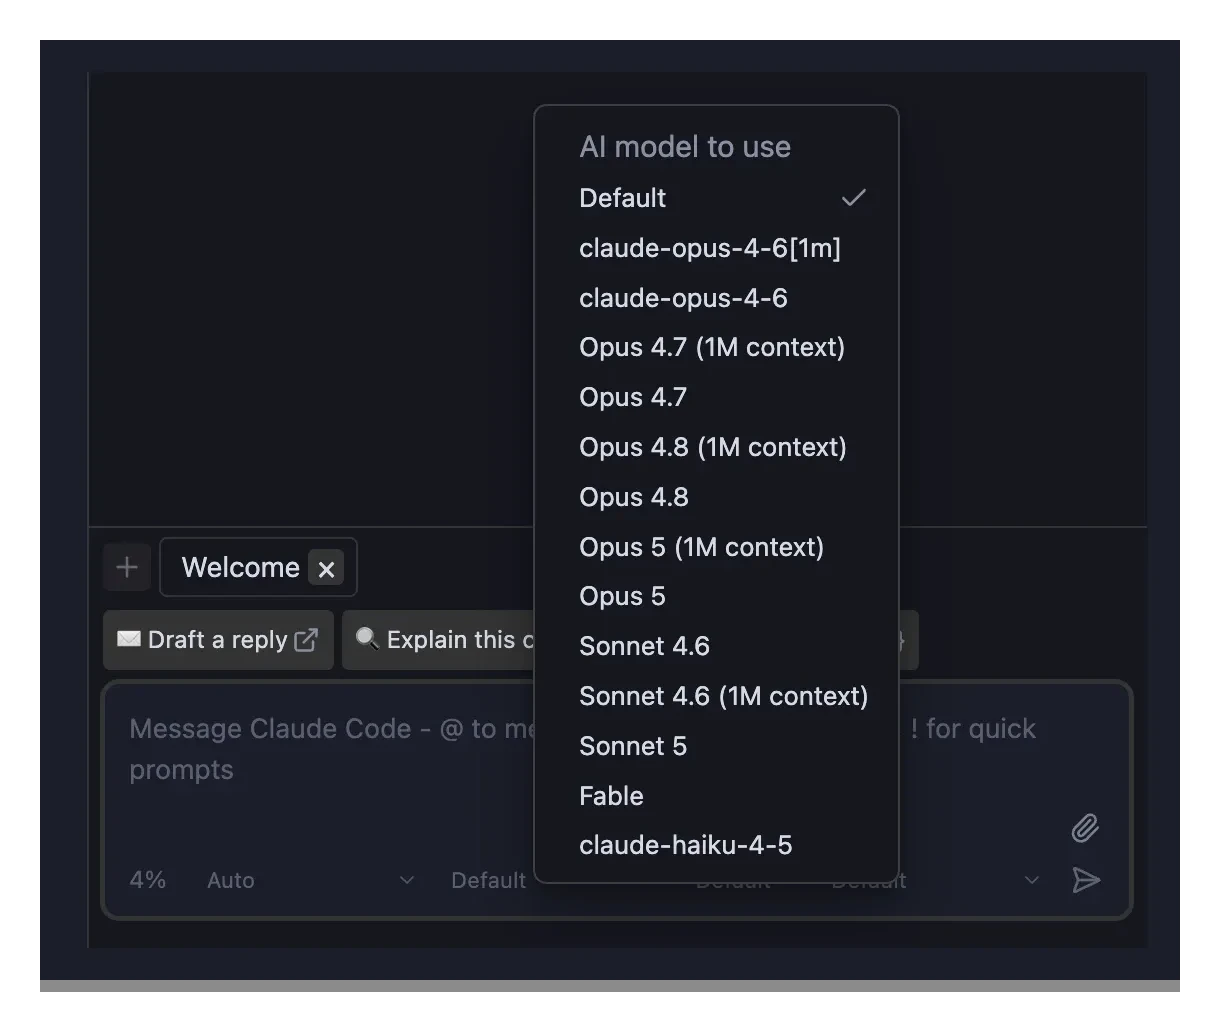 AI model to use
Default
claude-opus-4-6[1m]
claude-opus-4-6
Opus 4.7 (1M context)
Opus 4.7
Opus 4.8 (1M context)
Opus 4.8
Opus 5 (1M context)
Opus 5
Sonnet 4.6
Sonnet 4.6 (1M context)
Sonnet 5
Fable
claude-haiku-4-5
Welcome
Draft a reply
Explain this
Message Claude Code - @ to
! for quick
prompts
4% Auto Default Default Default